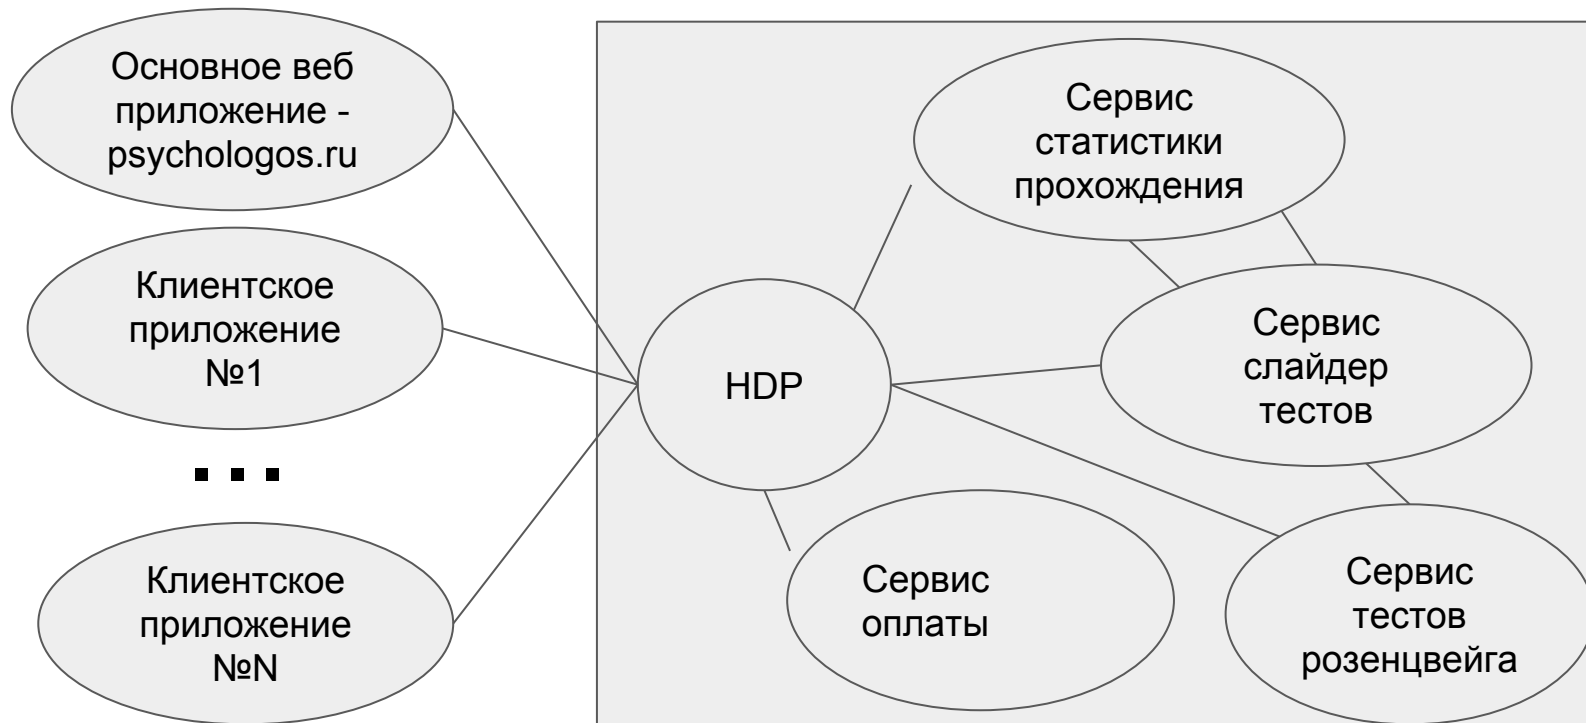 Основное веб
приложение -
psychologos.ru
Клиентское
приложение
№1
...
Клиентское
приложение
№N
HDP
Сервис
статистики
прохождения
Сервис
слайдер
тестов
Сервис
оплаты
Сервис
тестов
розенцвейга